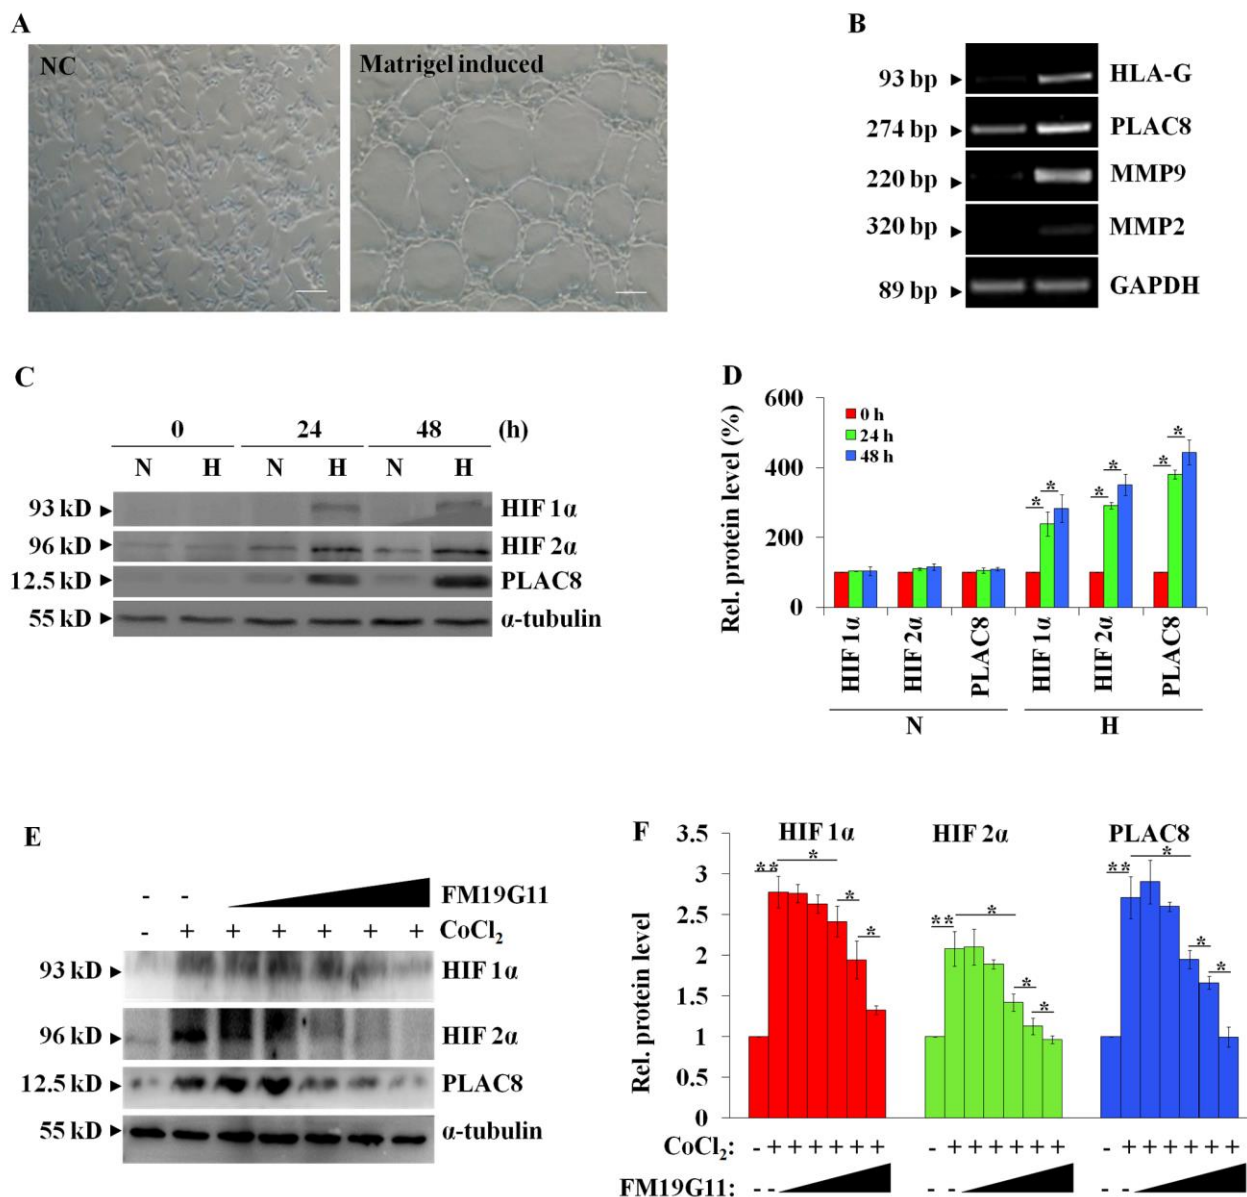 A
NC
Matrigel induced
B
93 bp
HLA-G
274 bp
PLAC8
220 bp
MMP9
320 bp
MMP2
89 bp
GAPDH
C
0 24 48 (h)
N H N H N H
93 kD HIF 1α
96 kD HIF 2α
12.5 kD PLAC8
55 kD α-tubulin
D
Rel. protein level (%)
600
400
200
0
0 h
24 h
48 h
* * * * * *
HIF 1α HIF 2α PLAC8 HIF 1α HIF 2α PLAC8
N H
E
- - FM19G11
- + + + + + + CoCl₂
93 kD HIF 1α
96 kD HIF 2α
12.5 kD PLAC8
55 kD α-tubulin
F
Rel. protein level
3.5
3
2.5
2
1.5
1
0.5
0
HIF 1α HIF 2α PLAC8
** * * *
** * * *
** * * *
CoCl₂: - + + + + + + - + + + + + + - + + + + + +
FM19G11: - - - - - -